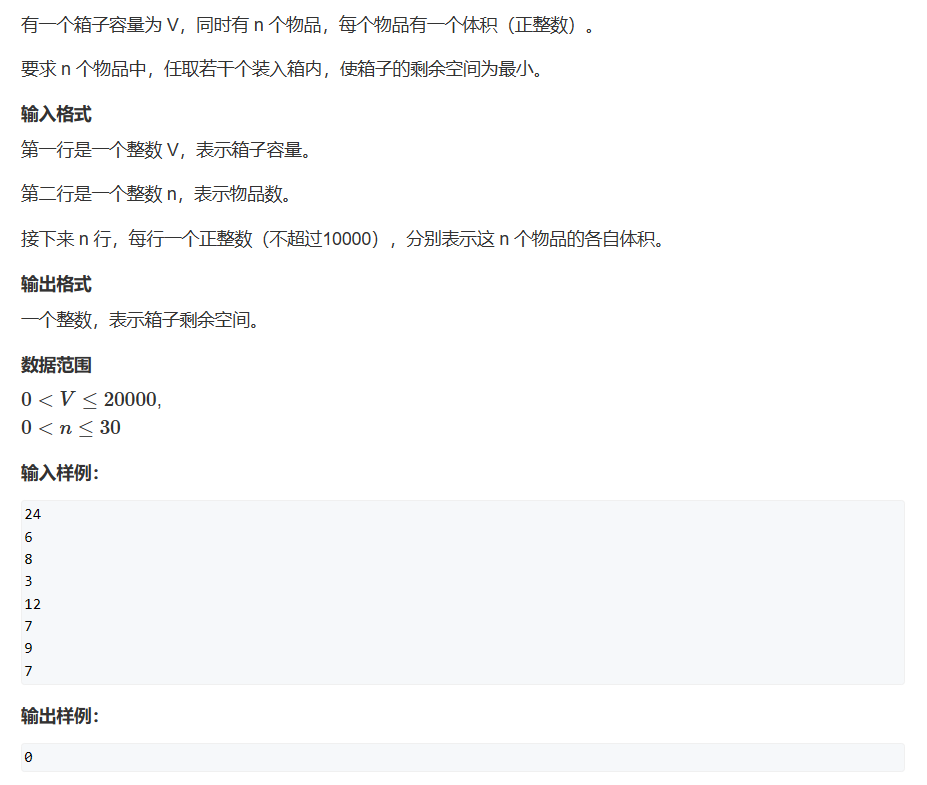 有一个箱子容量为 V，同时有 n 个物品，每个物品有一个体积（正整数）。
要求 n 个物品中，任取若干个装入箱内，使箱子的剩余空间为最小。
输入格式
第一行是一个整数 V，表示箱子容量。
第二行是一个整数 n，表示物品数。
接下来 n 行，每行一个正整数（不超过10000），分别表示这 n 个物品的各自体积。
输出格式
一个整数，表示箱子剩余空间。
数据范围
0 < V ≤ 20000,
0 < n ≤ 30
输入样例：
24
6
8
3
12
7
9
7
输出样例：
0